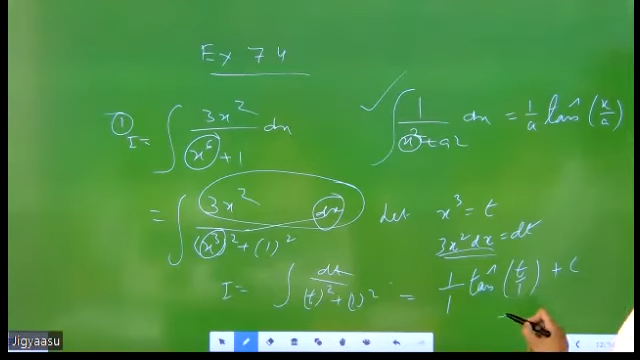 Ex 7.4
① I = ∫ 3x²/(x⁶ + 1) dx
✓ ∫ 1/(x² + a²) dx = 1/a tan⁻¹ (x/a)
= ∫ 3x² dx/((x³)² + (1)²) let x³ = t
3x² dx = dt
I = ∫ dt/((t)² + (1)²) = 1/1 tan⁻¹ (t/1) + C
Jigyaasu